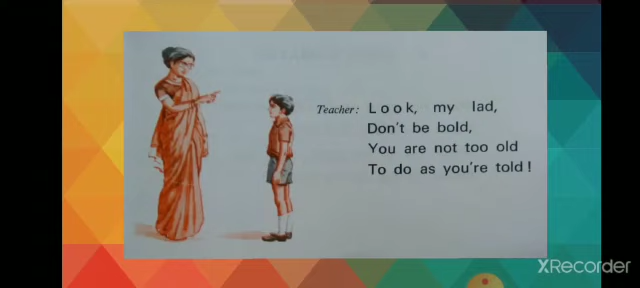 Teacher: Look, my lad,
Don't be bold,
You are not too old
To do as you're told!
XRecorder